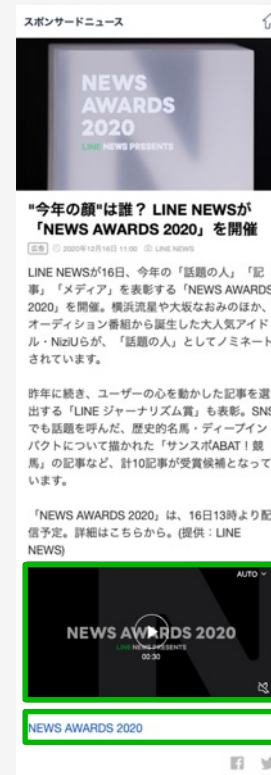 スポンサードニュース
NEWS
AWARDS
2020
LINE NEWS PRESENTS
"今年の顔"は誰？ LINE NEWSが
「NEWS AWARDS 2020」を開催
広告 2020年12月16日 11:00 LINE NEWS
LINE NEWSが16日、今年の「話題の人」「記
事」「メディア」を表彰する「NEWS AWARDS
2020」を開催。横浜流星や大坂なおみのほか、
オーディション番組から誕生した大人気アイド
ル・NiziUらが、「話題の人」としてノミネート
されています。
昨年に続き、ユーザーの心を動かした記事を選
出する「LINE ジャーナリズム賞」も表彰。SNS
でも話題を呼んだ、歴史的名馬・ディープイン
パクトについて描かれた「サンスポABAT！競
馬」の記事など、計10記事が受賞候補となって
います。
「NEWS AWARDS 2020」は、16日13時より配
信予定。詳細はこちらから。(提供：LINE
NEWS)
AUTO
NEWS AWARDS 2020
LINE NEWS PRESENTS
00:30
NEWS AWARDS 2020